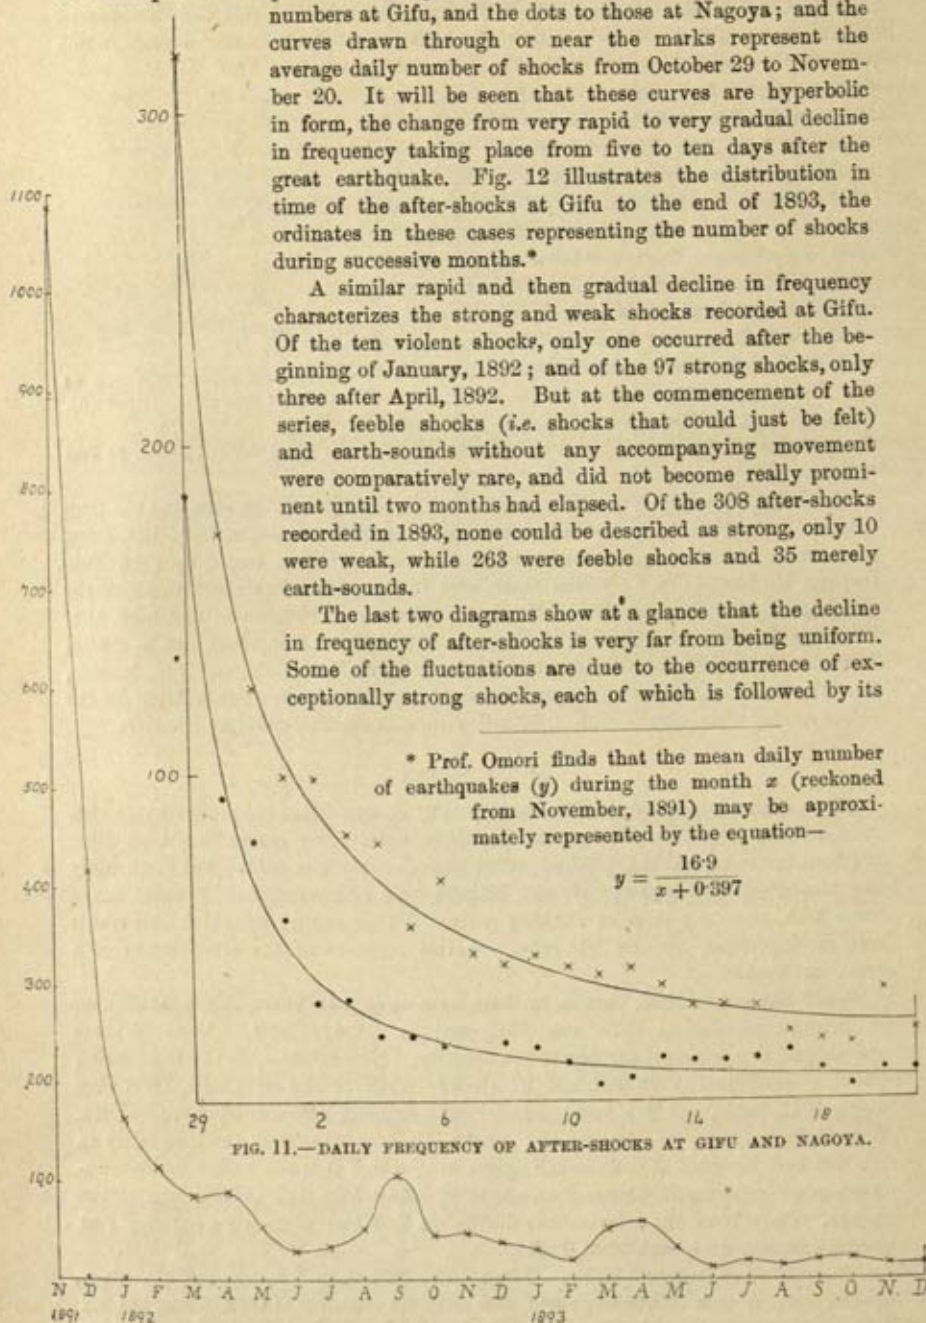 numbers at Gifu, and the dots to those at Nagoya; and the
curves drawn through or near the marks represent the
average daily number of shocks from October 29 to Novem-
ber 20. It will be seen that these curves are hyperbolic
in form, the change from very rapid to very gradual decline
in frequency taking place from five to ten days after the
great earthquake. Fig. 12 illustrates the distribution in
time of the after-shocks at Gifu to the end of 1893, the
ordinates in these cases representing the number of shocks
during successive months.*
A similar rapid and then gradual decline in frequency
characterizes the strong and weak shocks recorded at Gifu.
Of the ten violent shocks, only one occurred after the be-
ginning of January, 1892; and of the 97 strong shocks, only
three after April, 1892. But at the commencement of the
series, feeble shocks (i.e. shocks that could just be felt)
and earth-sounds without any accompanying movement
were comparatively rare, and did not become really promi-
nent until two months had elapsed. Of the 308 after-shocks
recorded in 1893, none could be described as strong, only 10
were weak, while 263 were feeble shocks and 35 merely
earth-sounds.
The last two diagrams show at a glance that the decline
in frequency of after-shocks is very far from being uniform.
Some of the fluctuations are due to the occurrence of ex-
ceptionally strong shocks, each of which is followed by its
* Prof. Omori finds that the mean daily number
of earthquakes (y) during the month x (reckoned
from November, 1891) may be approxi-
mately represented by the equation—
y = 16·9 / x + 0·397
300
200
100
29 2 6 10 14 18
FIG. 11.—DAILY FREQUENCY OF AFTER-SHOCKS AT GIFU AND NAGOYA.
1100
1000
900
800
700
600
500
400
300
200
100
N D J F M A M J J A S O N D J F M A M J J A S O N D
1891 1892 1893